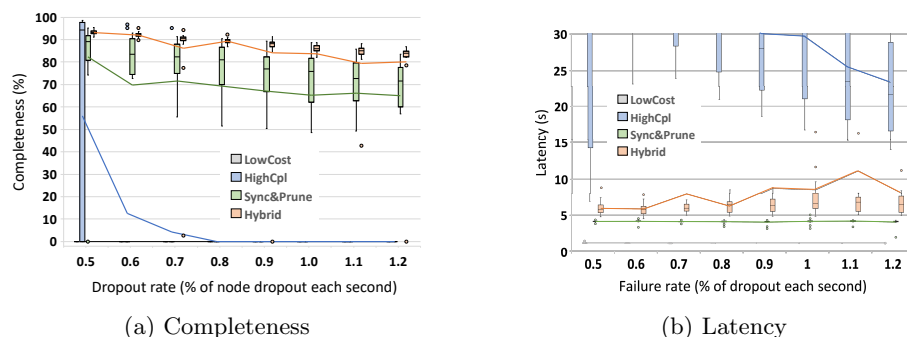 100
90
80
70
60
50
40
30
20
10
0
Completeness (%)
LowCost
HighCpl
Sync&Prune
Hybrid
0.5 0.6 0.7 0.8 0.9 1.0 1.1 1.2
Dropout rate (% of node dropout each second)
(a) Completeness
30
25
20
15
10
5
0
Latency (s)
LowCost
HighCpl
Sync&Prune
Hybrid
0.5 0.6 0.7 0.8 0.9 1 1.1 1.2
Failure rate (% of dropout each second)
(b) Latency